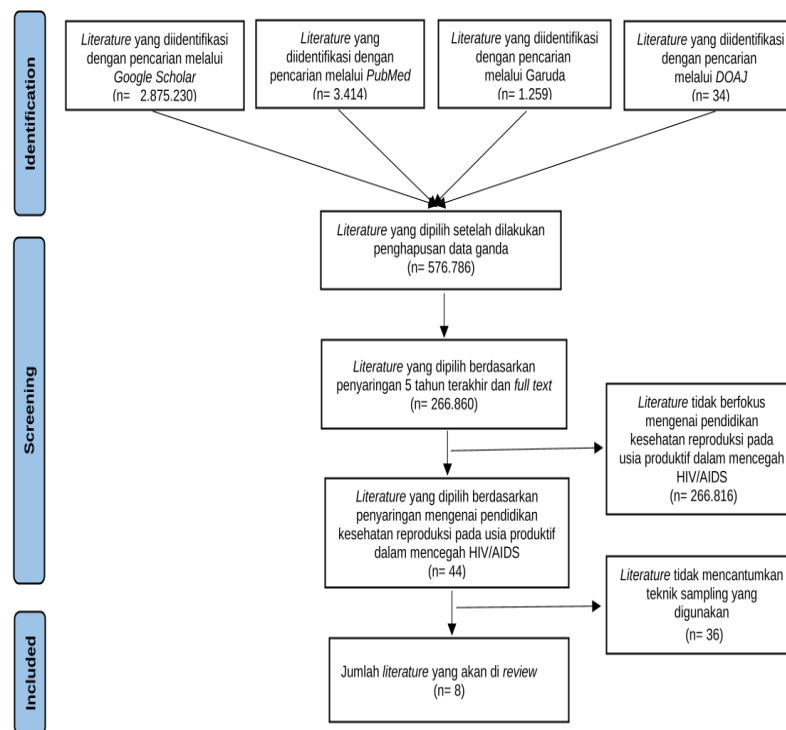 Identification
Literature yang diidentifikasi
dengan pencarian melalui
Google Scholar
(n= 2.875.230)
Literature yang
diidentifikasi dengan
pencarian melalui PubMed
(n= 3.414)
Literature yang diidentifikasi
dengan pencarian
melalui Garuda
(n= 1.259)
Literature yang diidentifikasi
dengan pencarian
melalui DOAJ
(n= 34)
Screening
Literature yang dipilih setelah dilakukan
penghapusan data ganda
(n= 576.786)
Literature yang dipilih berdasarkan
penyaringan 5 tahun terakhir dan full text
(n= 266.860)
Literature tidak berfokus
mengenai pendidikan
kesehatan reproduksi pada
usia produktif dalam mencegah
HIV/AIDS
(n= 266.816)
Literature yang dipilih berdasarkan
penyaringan mengenai pendidikan
kesehatan reproduksi pada usia produktif
dalam mencegah HIV/AIDS
(n= 44)
Literature tidak mencantumkan
teknik sampling yang
digunakan
(n= 36)
Included
Jumlah literature yang akan di review
(n= 8)